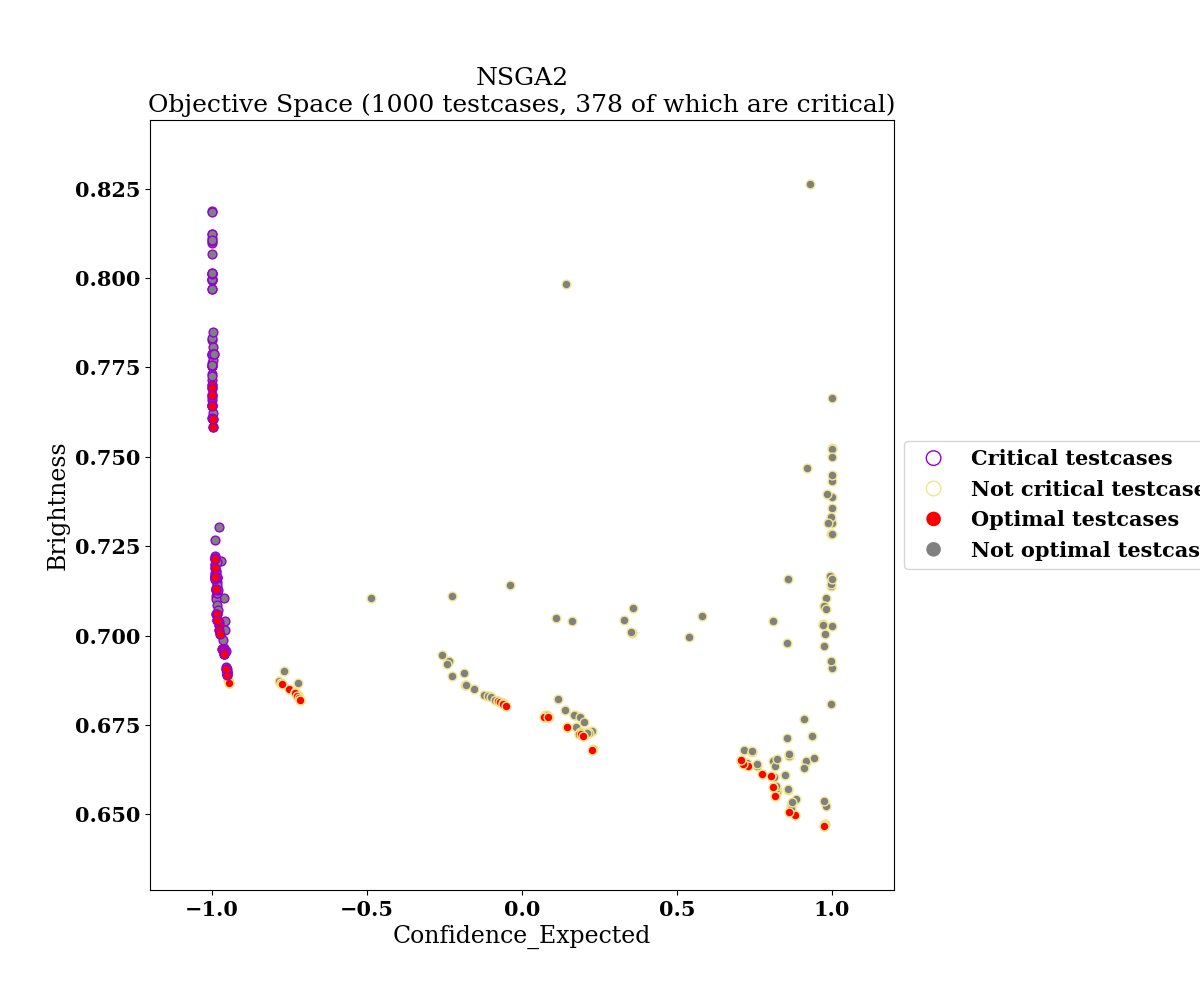 NSGA2
Objective Space (1000 testcases, 378 of which are critical)
0.825
0.800
0.775
0.750
0.725
0.700
0.675
0.650
Brightness
−1.0 −0.5 0.0 0.5 1.0
Confidence_Expected
Critical testcases
Not critical testcase
Optimal testcases
Not optimal testcas